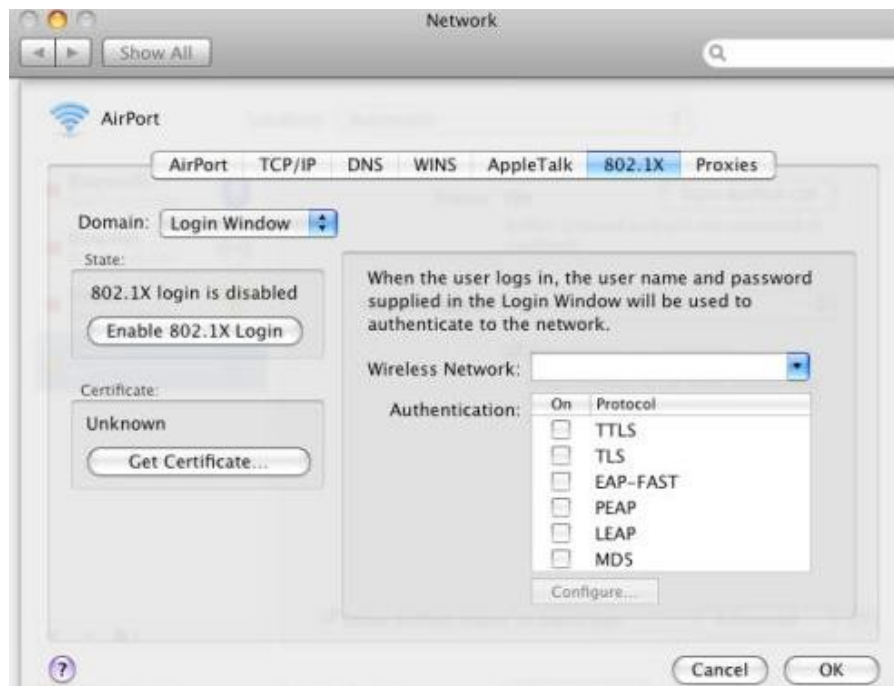 Network
Show All
AirPort
AirPort TCP/IP DNS WINS AppleTalk 802.1X Proxies
Domain: Login Window
State:
802.1X login is disabled
Enable 802.1X Login
Certificate:
Unknown
Get Certificate...
When the user logs in, the user name and password
supplied in the Login Window will be used to
authenticate to the network.
Wireless Network:
Authentication:
On Protocol
TTLS
TLS
EAP-FAST
PEAP
LEAP
MD5
Configure...
?
Cancel OK